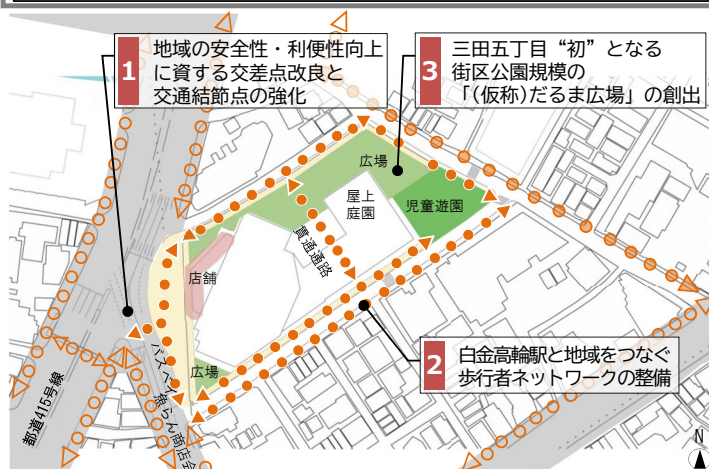 1
地域の安全性・利便性向上
に資する交差点改良と
交通結節点の強化
3
三田五丁目“初”となる
街区公園規模の
「(仮称)だるま広場」の創出
広場
屋上
庭園
児童遊園
貫通通路
店舗
2
白金高輪駅と地域をつなぐ
歩行者ネットワークの整備
広場
バスベイ
魚らん商店会
都道415号線
N